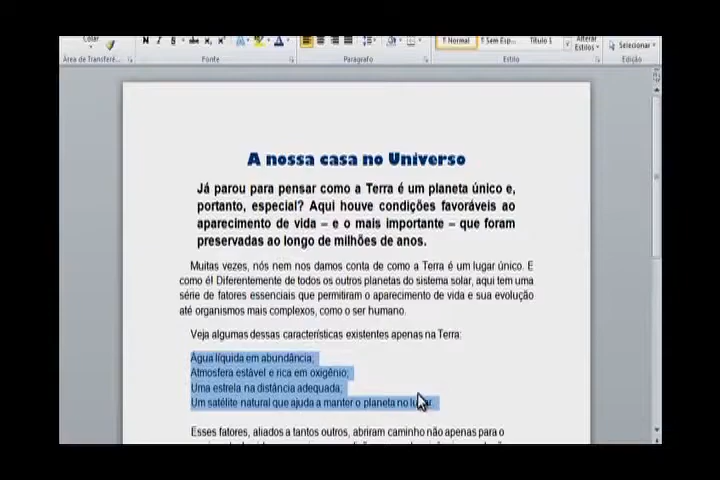 Colar
N
Normal
Sem Esp...
Título 1
Alterar
Estilos
Selecionar
Área de Transferê...
Fonte
Parágrafo
Estilo
Edição
A nossa casa no Universo
Já parou para pensar como a Terra é um planeta único e,
portanto, especial? Aqui houve condições favoráveis ao
aparecimento de vida – e o mais importante – que foram
preservadas ao longo de milhões de anos.
Muitas vezes, nós nem nos damos conta de como a Terra é um lugar único. E
como é! Diferentemente de todos os outros planetas do sistema solar, aqui tem uma
série de fatores essenciais que permitiram o aparecimento de vida e sua evolução
até organismos mais complexos, como o ser humano.
Veja algumas dessas características existentes apenas na Terra:
Água líquida em abundância;
Atmosfera estável e rica em oxigênio;
Uma estrela na distância adequada;
Um satélite natural que ajuda a manter o planeta no lugar.
Esses fatores, aliados a tantos outros, abriram caminho não apenas para o